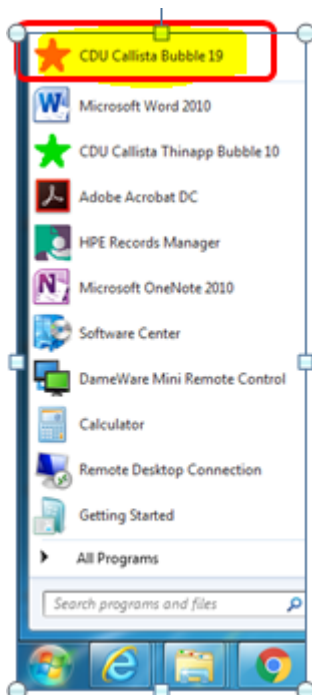 CDU Callista Bubble 19
Microsoft Word 2010
CDU Callista Thinapp Bubble 10
Adobe Acrobat DC
HPE Records Manager
Microsoft OneNote 2010
Software Center
DameWare Mini Remote Control
Calculator
Remote Desktop Connection
Getting Started
All Programs
Search programs and files